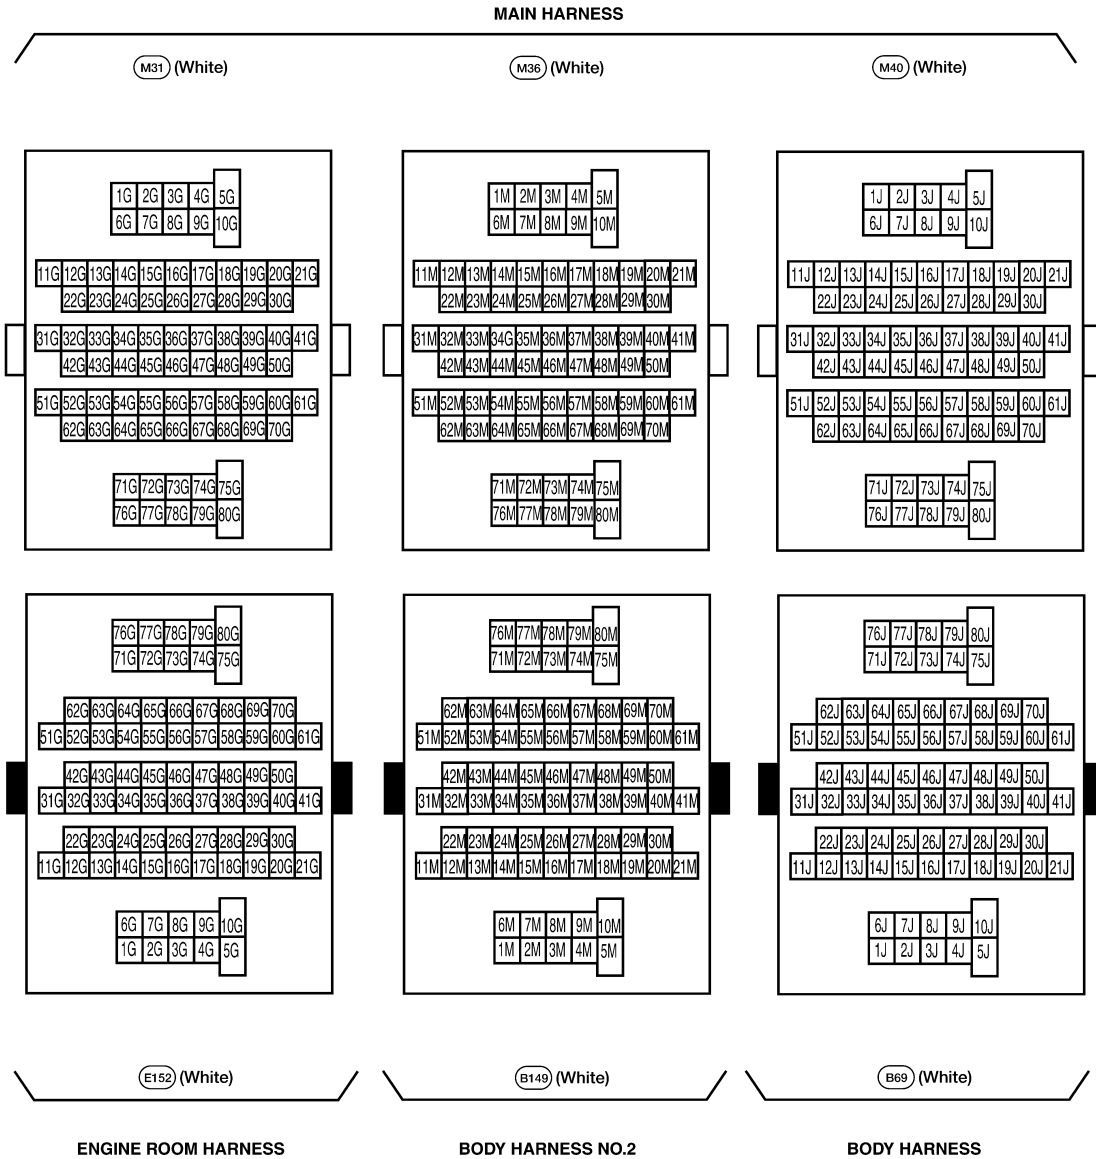 MAIN HARNESS
M31 (White) M36 (White) M40 (White)
1G 2G 3G 4G 5G 1M 2M 3M 4M 5M 1J 2J 3J 4J 5J
6G 7G 8G 9G 10G 6M 7M 8M 9M 10M 6J 7J 8J 9J 10J
11G 12G 13G 14G 15G 16G 17G 18G 19G 20G 21G 11M 12M 13M 14M 15M 16M 17M 18M 19M 20M 21M 11J 12J 13J 14J 15J 16J 17J 18J 19J 20J 21J
22G 23G 24G 25G 26G 27G 28G 29G 30G 22M 23M 24M 25M 26M 27M 28M 29M 30M 22J 23J 24J 25J 26J 27J 28J 29J 30J
31G 32G 33G 34G 35G 36G 37G 38G 39G 40G 41G 31M 32M 33M 34G 35M 36M 37M 38M 39M 40M 41M 31J 32J 33J 34J 35J 36J 37J 38J 39J 40J 41J
42G 43G 44G 45G 46G 47G 48G 49G 50G 42M 43M 44M 45M 46M 47M 48M 49M 50M 42J 43J 44J 45J 46J 47J 48J 49J 50J
51G 52G 53G 54G 55G 56G 57G 58G 59G 60G 61G 51M 52M 53M 54M 55M 56M 57M 58M 59M 60M 61M 51J 52J 53J 54J 55J 56J 57J 58J 59J 60J 61J
62G 63G 64G 65G 66G 67G 68G 69G 70G 62M 63M 64M 65M 66M 67M 68M 69M 70M 62J 63J 64J 65J 66J 67J 68J 69J 70J
71G 72G 73G 74G 75G 71M 72M 73M 74M 75M 71J 72J 73J 74J 75J
76G 77G 78G 79G 80G 76M 77M 78M 79M 80M 76J 77J 78J 79J 80J
76G 77G 78G 79G 80G 76M 77M 78M 79M 80M 76J 77J 78J 79J 80J
71G 72G 73G 74G 75G 71M 72M 73M 74M 75M 71J 72J 73J 74J 75J
62G 63G 64G 65G 66G 67G 68G 69G 70G 62M 63M 64M 65M 66M 67M 68M 69M 70M 62J 63J 64J 65J 66J 67J 68J 69J 70J
51G 52G 53G 54G 55G 56G 57G 58G 59G 60G 61G 51M 52M 53M 54M 55M 56M 57M 58M 59M 60M 61M 51J 52J 53J 54J 55J 56J 57J 58J 59J 60J 61J
42G 43G 44G 45G 46G 47G 48G 49G 50G 42M 43M 44M 45M 46M 47M 48M 49M 50M 42J 43J 44J 45J 46J 47J 48J 49J 50J
31G 32G 33G 34G 35G 36G 37G 38G 39G 40G 41G 31M 32M 33M 34M 35M 36M 37M 38M 39M 40M 41M 31J 32J 33J 34J 35J 36J 37J 38J 39J 40J 41J
22G 23G 24G 25G 26G 27G 28G 29G 30G 22M 23M 24M 25M 26M 27M 28M 29M 30M 22J 23J 24J 25J 26J 27J 28J 29J 30J
11G 12G 13G 14G 15G 16G 17G 18G 19G 20G 21G 11M 12M 13M 14M 15M 16M 17M 18M 19M 20M 21M 11J 12J 13J 14J 15J 16J 17J 18J 19J 20J 21J
6G 7G 8G 9G 10G 6M 7M 8M 9M 10M 6J 7J 8J 9J 10J
1G 2G 3G 4G 5G 1M 2M 3M 4M 5M 1J 2J 3J 4J 5J
E152 (White) B149 (White) B69 (White)
ENGINE ROOM HARNESS BODY HARNESS NO.2 BODY HARNESS